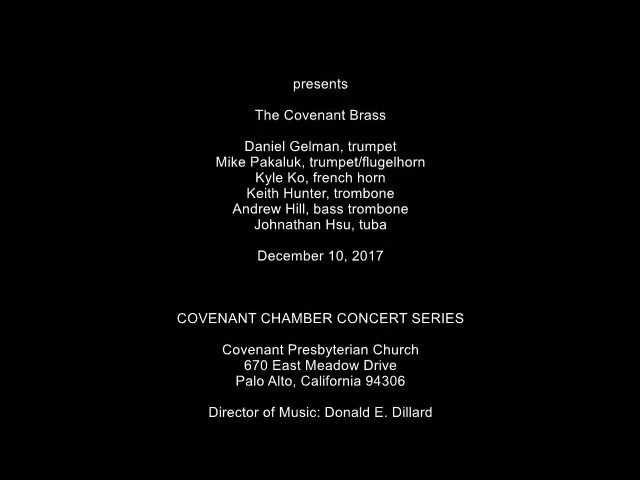 presents
The Covenant Brass
Daniel Gelman, trumpet
Mike Pakaluk, trumpet/flugelhorn
Kyle Ko, french horn
Keith Hunter, trombone
Andrew Hill, bass trombone
Johnathan Hsu, tuba
December 10, 2017
COVENANT CHAMBER CONCERT SERIES
Covenant Presbyterian Church
670 East Meadow Drive
Palo Alto, California 94306
Director of Music: Donald E. Dillard